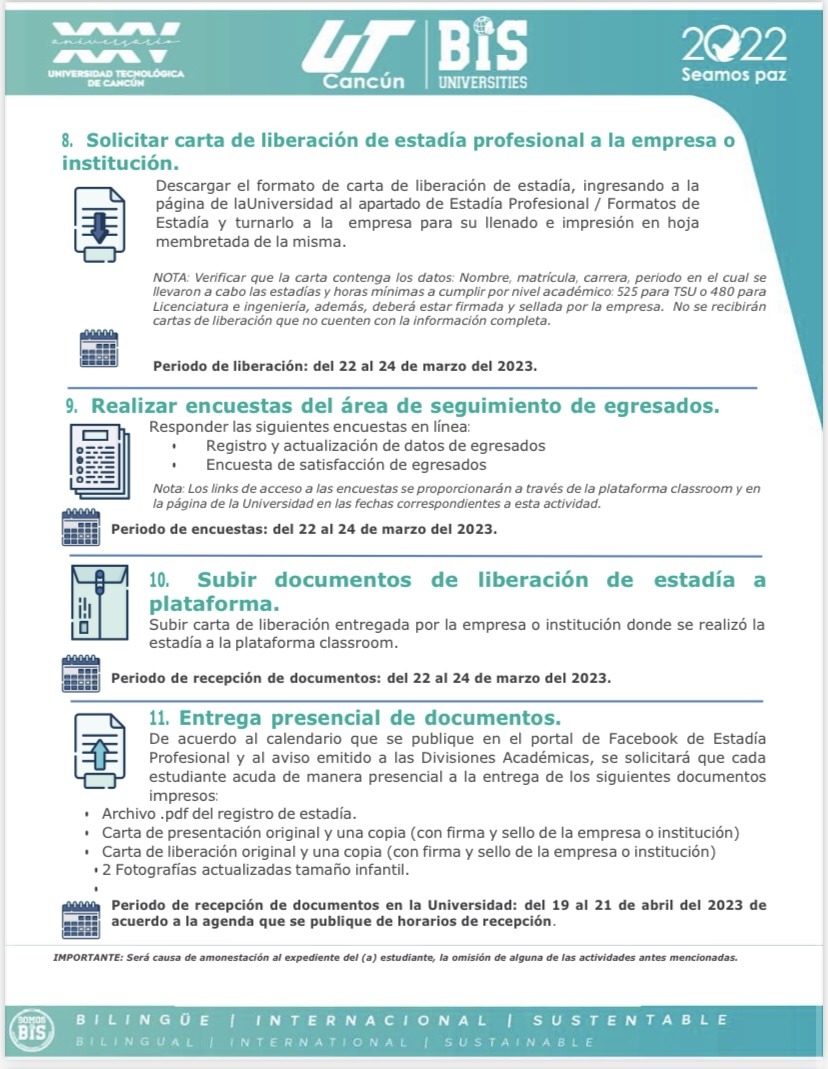 XXV
aniversario
UNIVERSIDAD TECNOLÓGICA
DE CANCÚN
UT
Cancún
BIS
UNIVERSITIES
2022
Seamos paz
8. Solicitar carta de liberación de estadía profesional a la empresa o
institución.
Descargar el formato de carta de liberación de estadía, ingresando a la
página de laUniversidad al apartado de Estadía Profesional / Formatos de
Estadía y turnarlo a la empresa para su llenado e impresión en hoja
membretada de la misma.
NOTA: Verificar que la carta contenga los datos: Nombre, matrícula, carrera, periodo en el cual se
llevaron a cabo las estadías y horas mínimas a cumplir por nivel académico: 525 para TSU o 480 para
Licenciatura e ingeniería, además, deberá estar firmada y sellada por la empresa. No se recibirán
cartas de liberación que no cuenten con la información completa.
Periodo de liberación: del 22 al 24 de marzo del 2023.
9. Realizar encuestas del área de seguimiento de egresados.
Responder las siguientes encuestas en línea:
• Registro y actualización de datos de egresados
• Encuesta de satisfacción de egresados
Nota: Los links de acceso a las encuestas se proporcionarán a través de la plataforma classroom y en
la página de la Universidad en las fechas correspondientes a esta actividad.
Periodo de encuestas: del 22 al 24 de marzo del 2023.
10. Subir documentos de liberación de estadía a
plataforma.
Subir carta de liberación entregada por la empresa o institución donde se realizó la
estadía a la plataforma classroom.
Periodo de recepción de documentos: del 22 al 24 de marzo del 2023.
11. Entrega presencial de documentos.
De acuerdo al calendario que se publique en el portal de Facebook de Estadía
Profesional y al aviso emitido a las Divisiones Académicas, se solicitará que cada
estudiante acuda de manera presencial a la entrega de los siguientes documentos
impresos:
• Archivo .pdf del registro de estadía.
• Carta de presentación original y una copia (con firma y sello de la empresa o institución)
• Carta de liberación original y una copia (con firma y sello de la empresa o institución)
• 2 Fotografías actualizadas tamaño infantil.
•
Periodo de recepción de documentos en la Universidad: del 19 al 21 de abril del 2023 de
acuerdo a la agenda que se publique de horarios de recepción.
IMPORTANTE: Será causa de amonestación al expediente del (a) estudiante, la omisión de alguna de las actividades antes mencionadas.
SOMOS
BIS
BILINGÜE | INTERNACIONAL | SUSTENTABLE
BILINGUAL | INTERNATIONAL | SUSTAINABLE